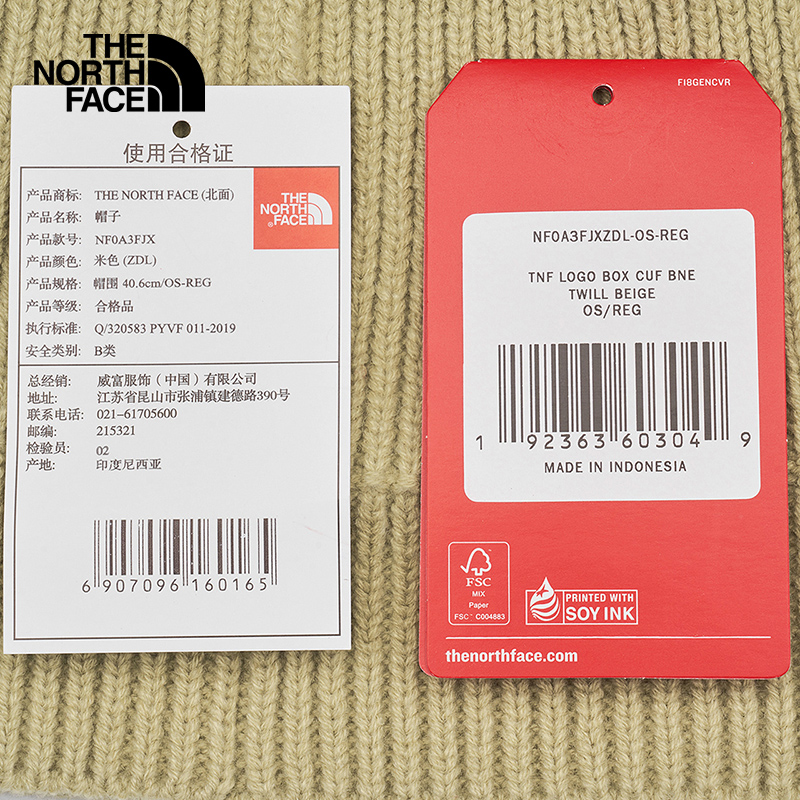 THE
NORTH
FACE
使用合格证
产品商标: THE NORTH FACE (北面)
产品名称: 帽子
产品款号: NF0A3FJX
产品颜色: 米色 (ZDL)
产品规格: 帽围 40.6cm/OS-REG
产品等级: 合格品
执行标准: Q/320583 PYVF 011-2019
安全类别: B类
THE
NORTH
FACE
总经销: 威富服饰（中国）有限公司
地址: 江苏省昆山市张浦镇建德路390号
联系电话: 021-61705600
邮编: 215321
检验员: 02
产地: 印度尼西亚
6 907096 160165
FI8GENCVR
NF0A3FJXZDL-OS-REG
TNF LOGO BOX CUF BNE
TWILL BEIGE
OS/REG
1 92363 60304 9
MADE IN INDONESIA
FSC
MIX
Paper
FSC™ C004863
PRINTED WITH
SOY INK
thenorthface.com